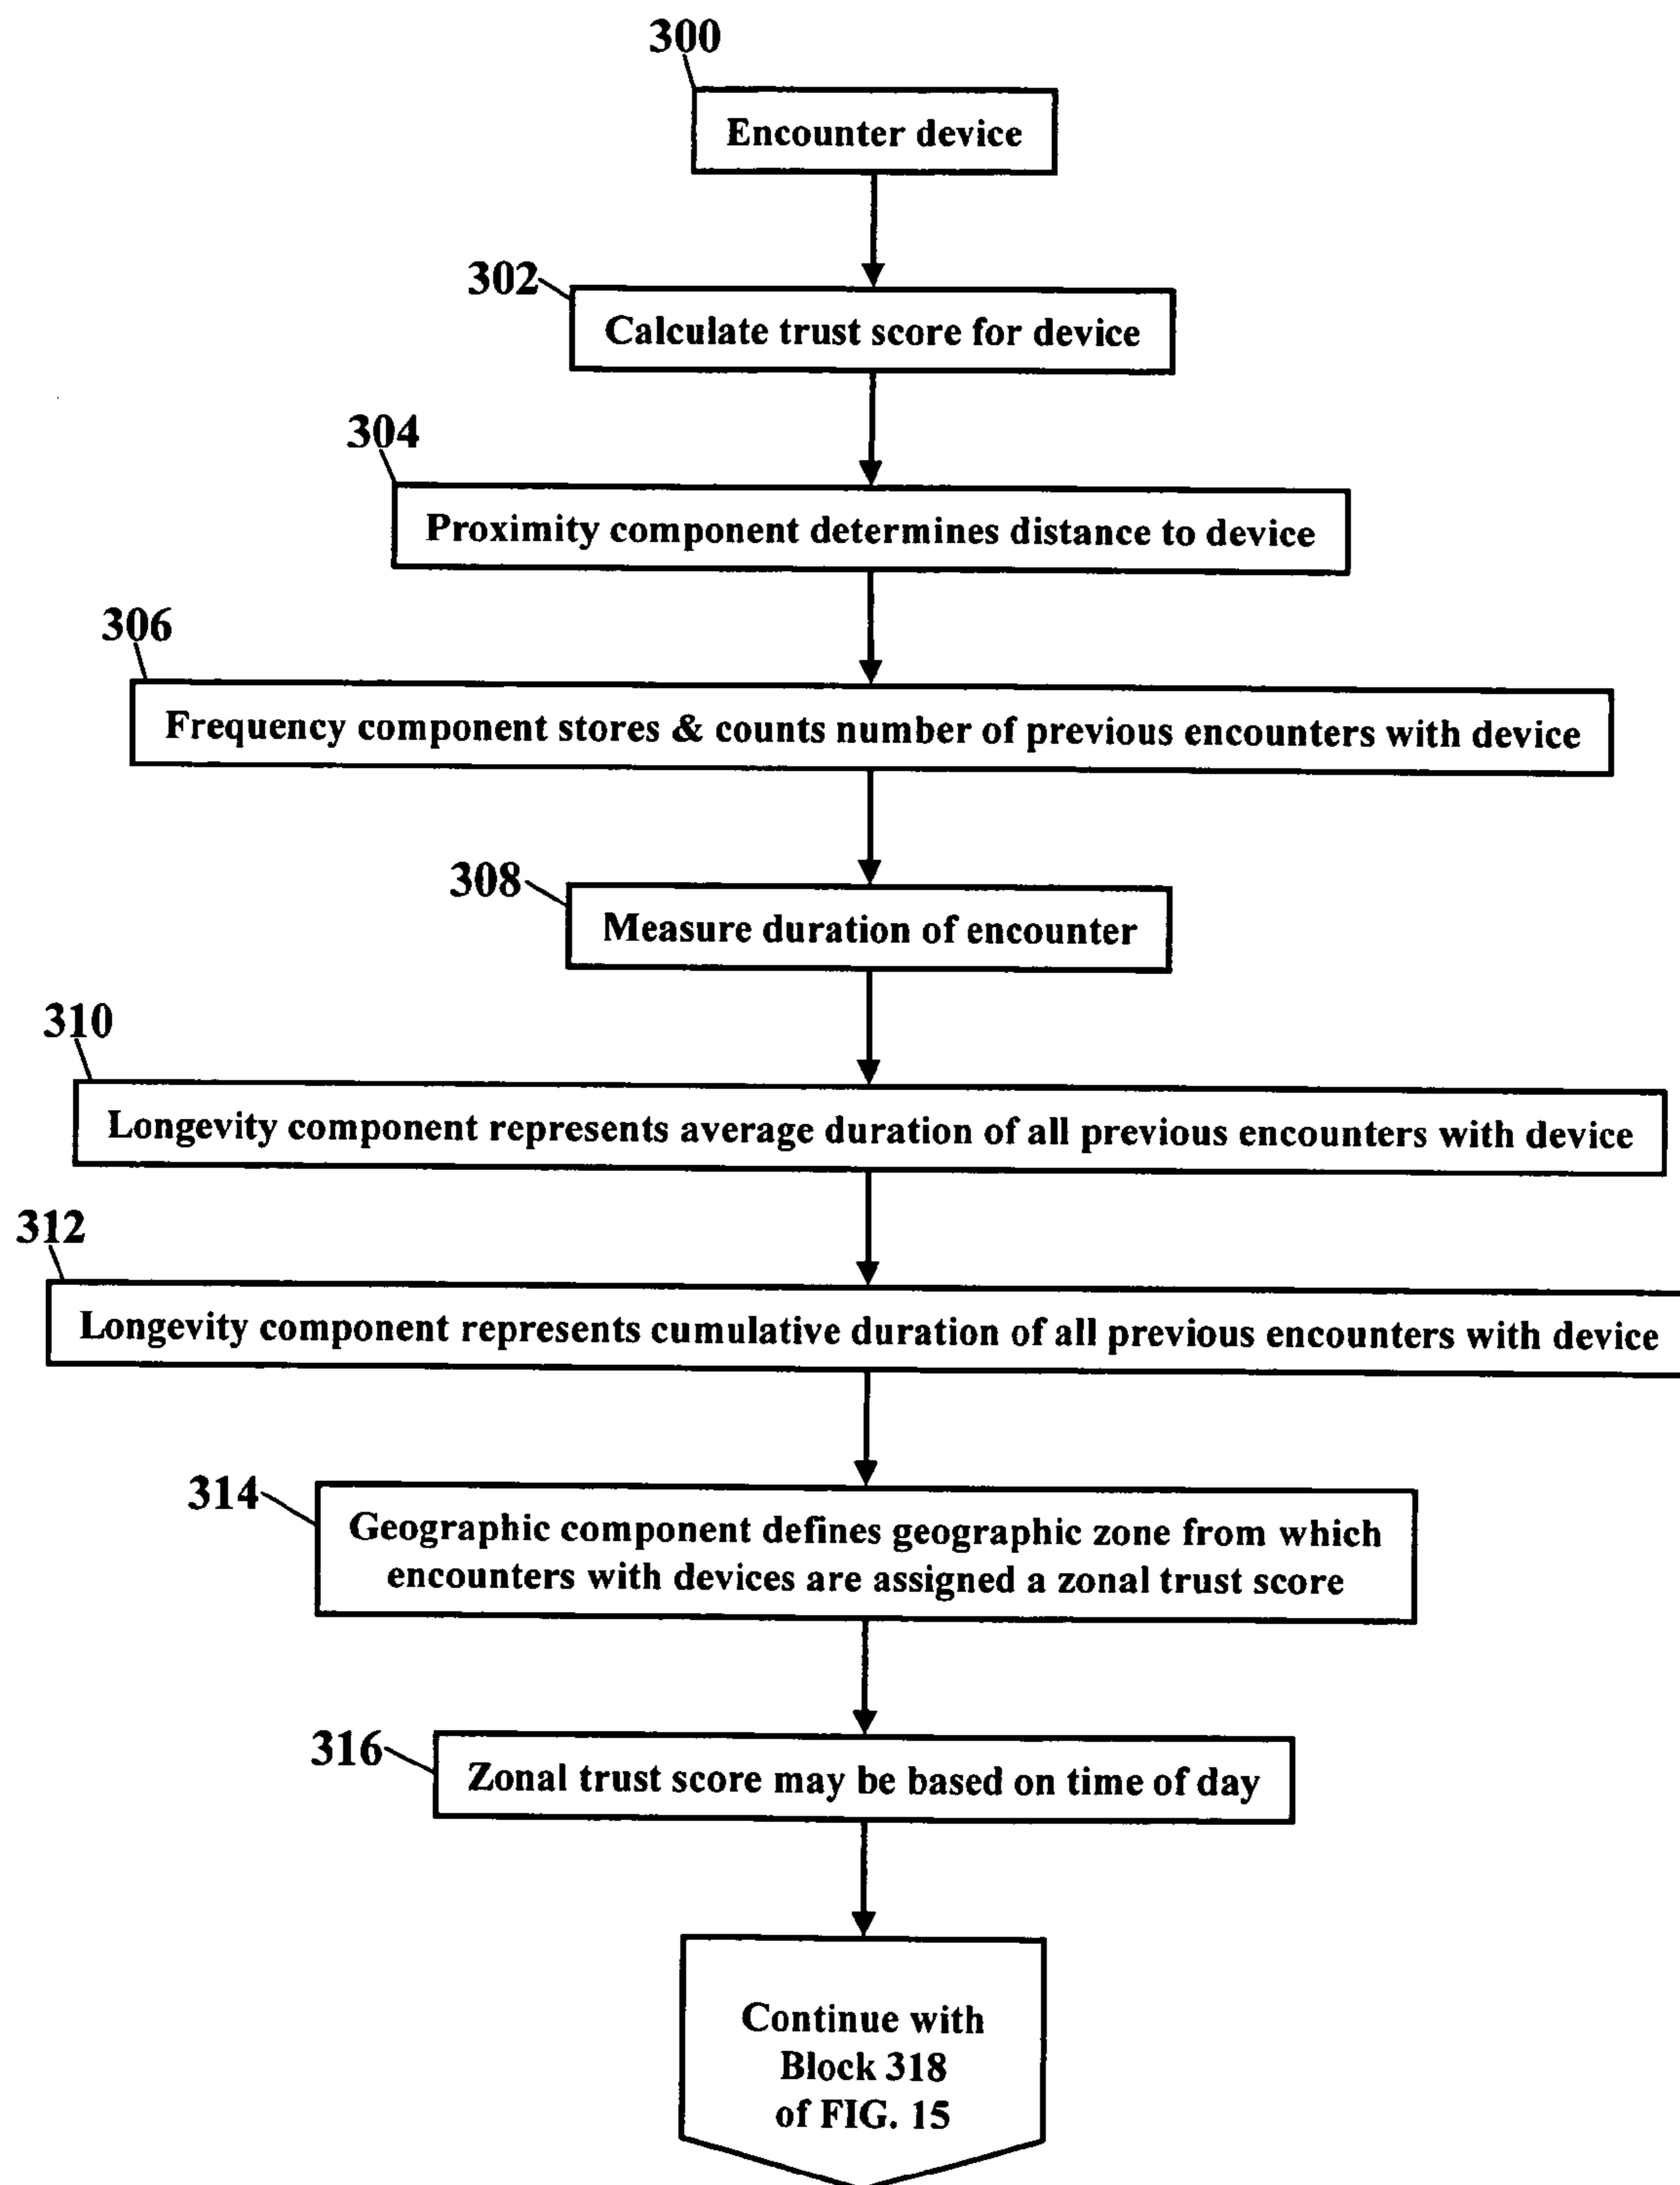 300
Encounter device
302
Calculate trust score for device
304
Proximity component determines distance to device
306
Frequency component stores & counts number of previous encounters with device
308
Measure duration of encounter
310
Longevity component represents average duration of all previous encounters with device
312
Longevity component represents cumulative duration of all previous encounters with device
314
Geographic component defines geographic zone from which
encounters with devices are assigned a zonal trust score
316
Zonal trust score may be based on time of day
Continue with
Block 318
of FIG. 15